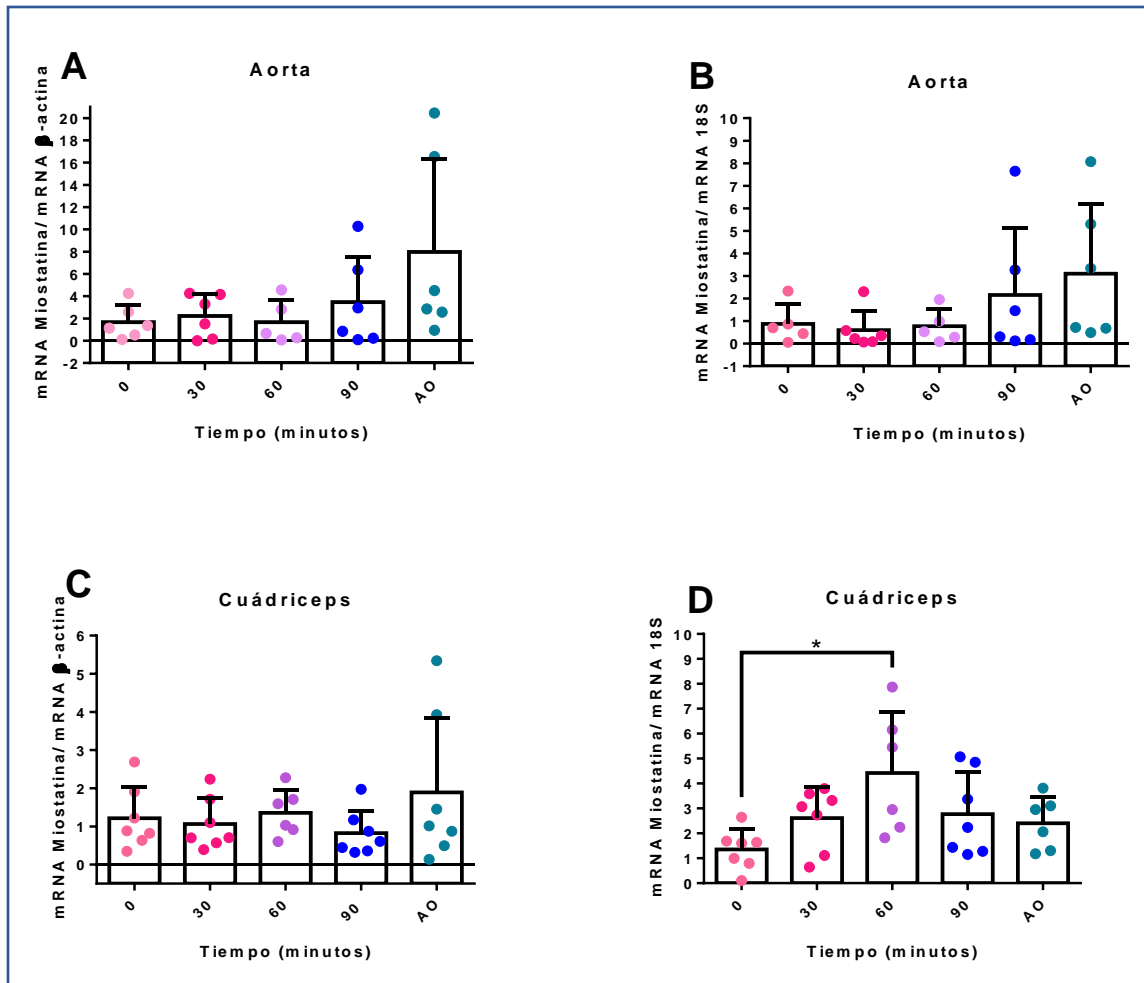 A
Aorta
mRNA Miostatina/ mRNA β-actina
20
18
16
14
12
10
8
6
4
2
0
-2
0
30
60
90
AO
Tiempo (minutos)
B
Aorta
mRNA Miostatina/ mRNA 18S
10
9
8
7
6
5
4
3
2
1
0
-1
0
30
60
90
AO
Tiempo (minutos)
C
Cuádriceps
mRNA Miostatina/ mRNA β-actina
6
5
4
3
2
1
0
0
30
60
90
AO
Tiempo (minutos)
D
Cuádriceps
mRNA Miostatina/ mRNA 18S
10
9
8
7
6
5
4
3
2
1
0
*
0
30
60
90
AO
Tiempo (minutos)